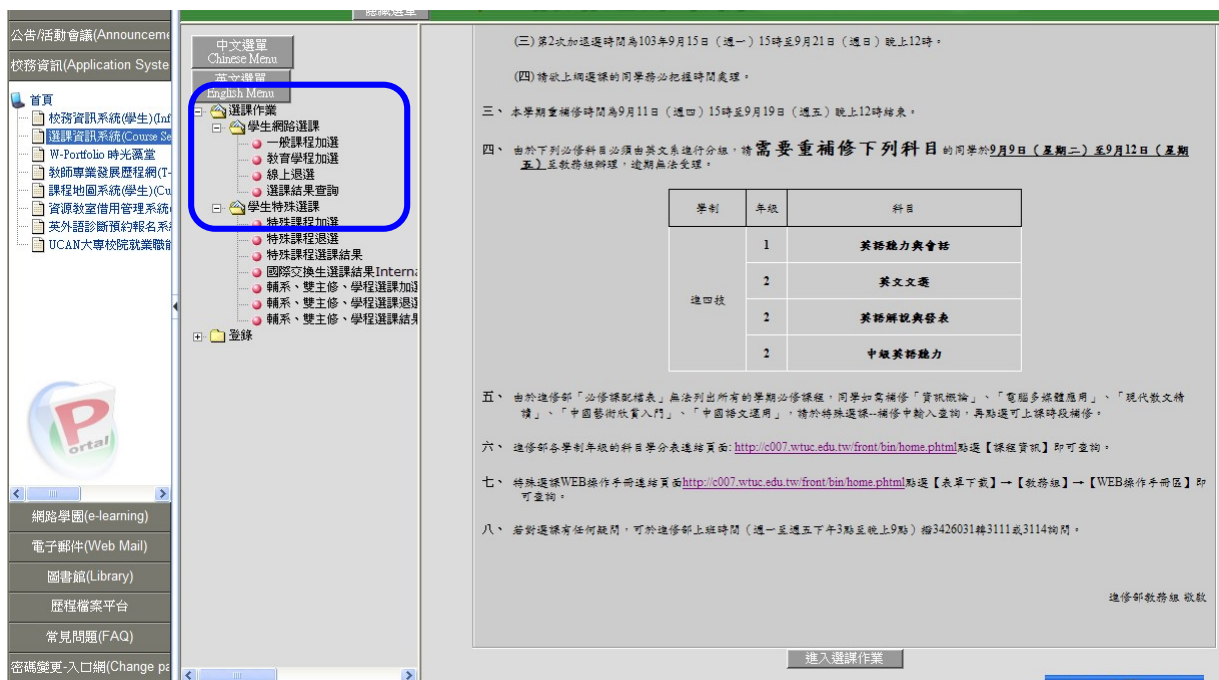 隱藏選單
公告/活動會議(Announceme
校務資訊(Application Syste
首頁
校務資訊系統(學生)(Inf
選課資訊系統(Course Se
W-Portfolio 時光藻堂
教師專業發展歷程網(T-
課程地圖系統(學生)(Cu
資源教室借用管理系統(
英外語診斷預約報名系統
UCAN大專校院就業職能
Portal
網路學園(e-learning)
電子郵件(Web Mail)
圖書館(Library)
歷程檔案平台
常見問題(FAQ)
密碼變更-入口網(Change pa
中文選單
Chinese Menu
英文選單
English Menu
選課作業
學生網路選課
一般課程加選
教育學程加選
線上退選
選課結果查詢
學生特殊選課
特殊課程加選
特殊課程退選
特殊課程選課結果
國際交換生選課結果Interna
輔系、雙主修、學程選課加選
輔系、雙主修、學程選課退選
輔系、雙主修、學程選課結果
登錄
(三)第2次加退選時間為103年9月15日（週一）15時至9月21日（週日）晚上12時。
(四)請欲上網選課的同學務必把握時間處理。
三、本學期重補修時間為9月11日（週四）15時至9月19日（週五）晚上12時結束。
四、由於下列必修科目必須由英文系進行分組，請需要重補修下列科目的同學於9月9日（星期二）至9月12日（星期
五）至教務組辦理，逾期無法受理。
學制 年級 科目
1 英語聽力與會話
2 英文文選
進四技
2 英語解說與發表
2 中級英語聽力
五、由於進修部「必修課配檔表」無法列出所有的學期必修課程，同學如需補修「資訊概論」、「電腦多媒體應用」、「現代散文精
讀」、「中國藝術欣賞入門」、「中國語文運用」，請於特殊選課--補修中輸入查詢，再點選可上課時段補修。
六、進修部各學制年級的科目學分表連結頁面: http://c007.wtuc.edu.tw/front/bin/home.phtml點選【課程資訊】即可查詢。
七、特殊選課WEB操作手冊連結頁面http://c007.wtuc.edu.tw/front/bin/home.phtml點選【表單下載】→【教務組】→【WEB操作手冊區】即
可查詢。
八、若對選課有任何疑問，可於進修部上班時間（週一至週五下午3點至晚上9點）撥3426031轉3111或3114詢問。
進修部教務組 敬啟
進入選課作業